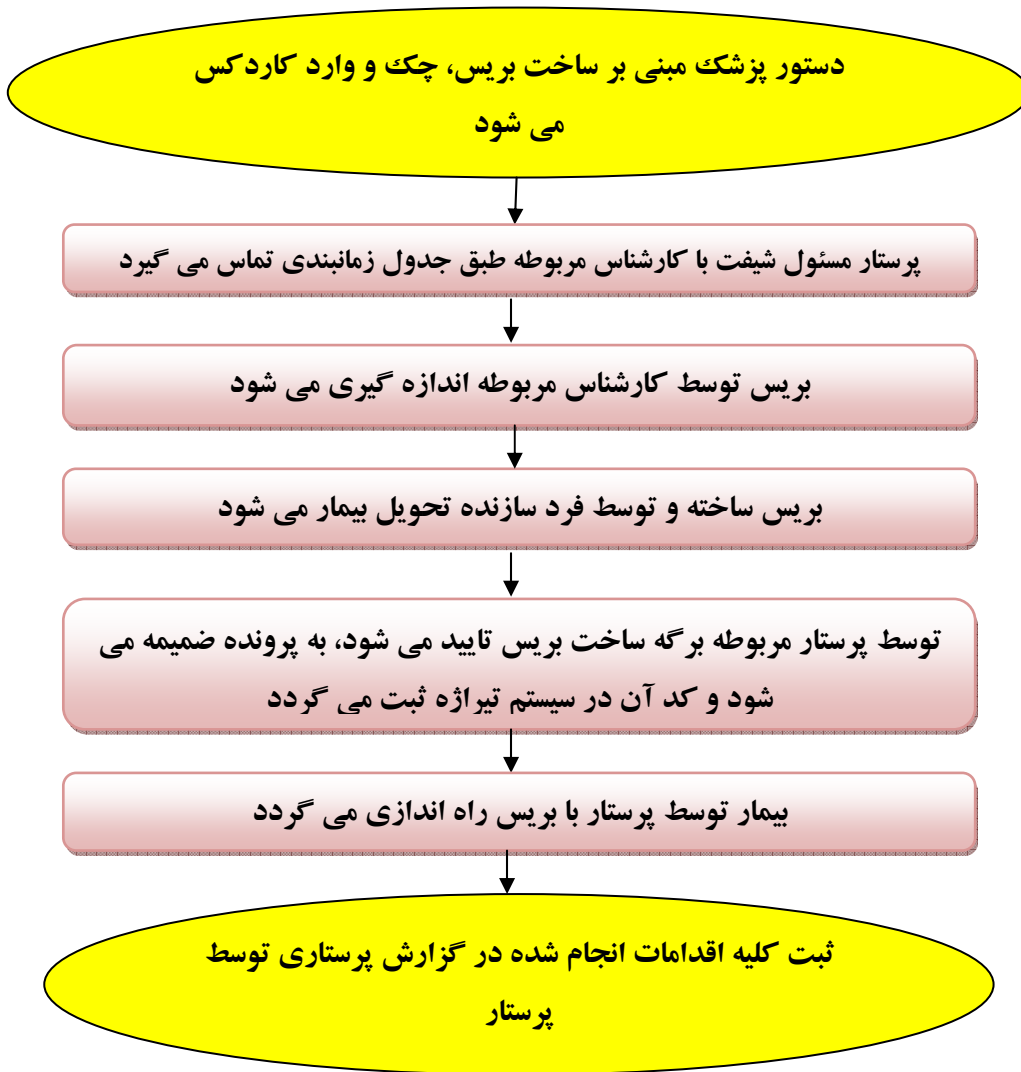 دستور پزشک مبنی بر ساخت بریس، چک و وارد کاردکس
می شود
پرستار مسئول شیفت با کارشناس مربوطه طبق جدول زمانبندی تماس می گیرد
بریس توسط کارشناس مربوطه اندازه گیری می شود
بریس ساخته و توسط فرد سازنده تحویل بیمار می شود
توسط پرستار مربوطه برگه ساخت بریس تایید می شود، به پرونده ضمیمه می
شود و کد آن در سیستم تیراژه ثبت می گردد
بیمار توسط پرستار با بریس راه اندازی می گردد
ثبت کلیه اقدامات انجام شده در گزارش پرستاری توسط
پرستار